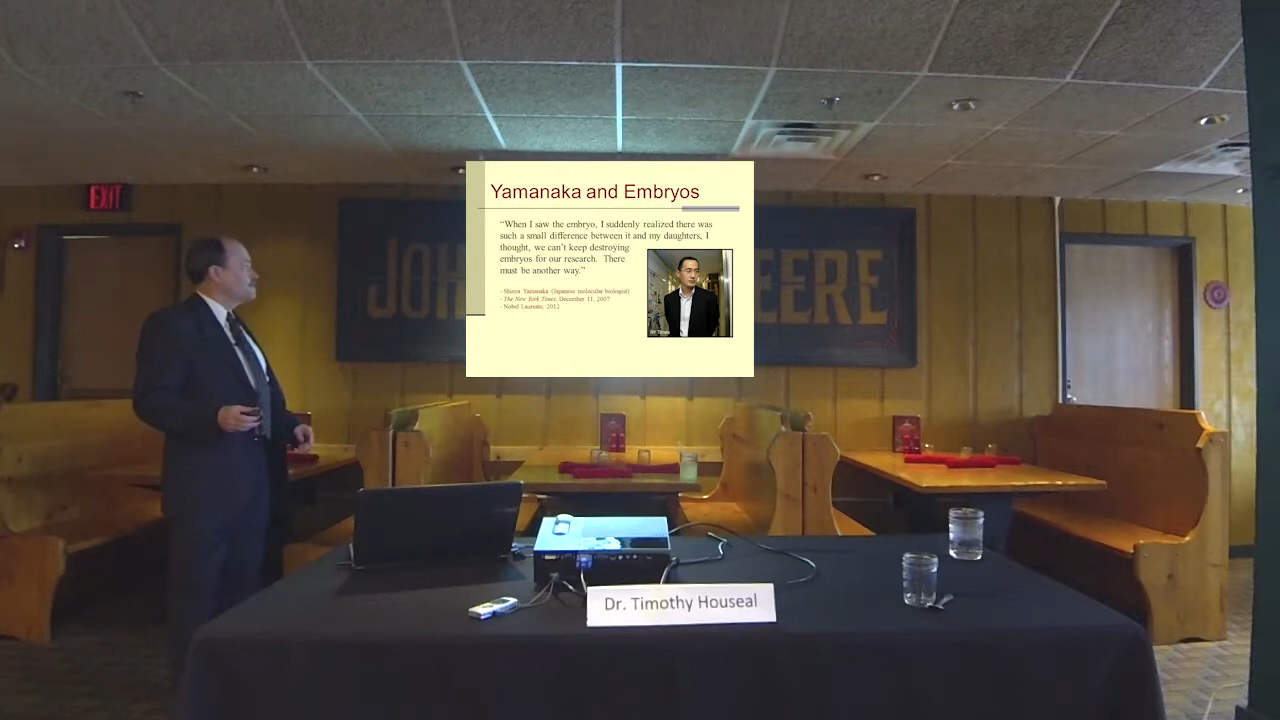 Yamanaka and Embryos
“When I saw the embryo, I suddenly realized there was
such a small difference between it and my daughters, I
thought, we can’t keep destroying
embryos for our research. There
must be another way.”
- Shinya Yamanaka (Japanese molecular biologist)
- The New York Times, December 11, 2007
- Nobel Laureate, 2012
NY Times
EXIT
JOH
EERE
Dr. Timothy Houseal